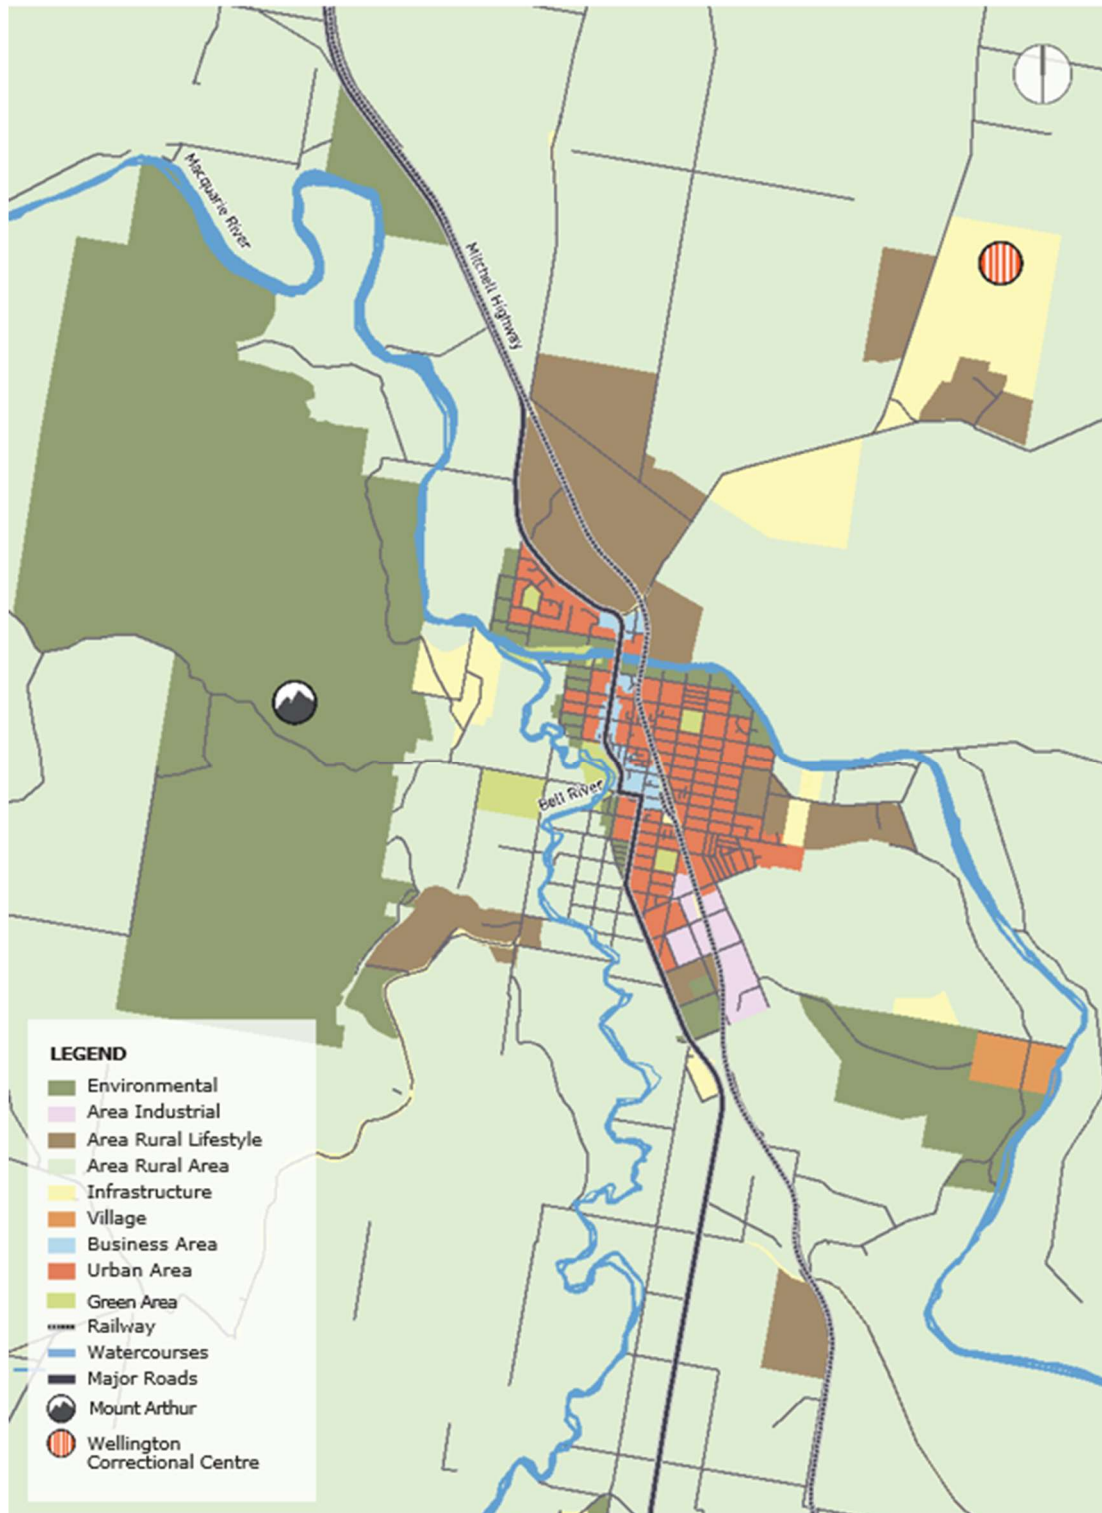 Macquarie River
Mitchell Highway
Bell River
LEGEND
Environmental
Area Industrial
Area Rural Lifestyle
Area Rural Area
Infrastructure
Village
Business Area
Urban Area
Green Area
Railway
Watercourses
Major Roads
Mount Arthur
Wellington
Correctional Centre